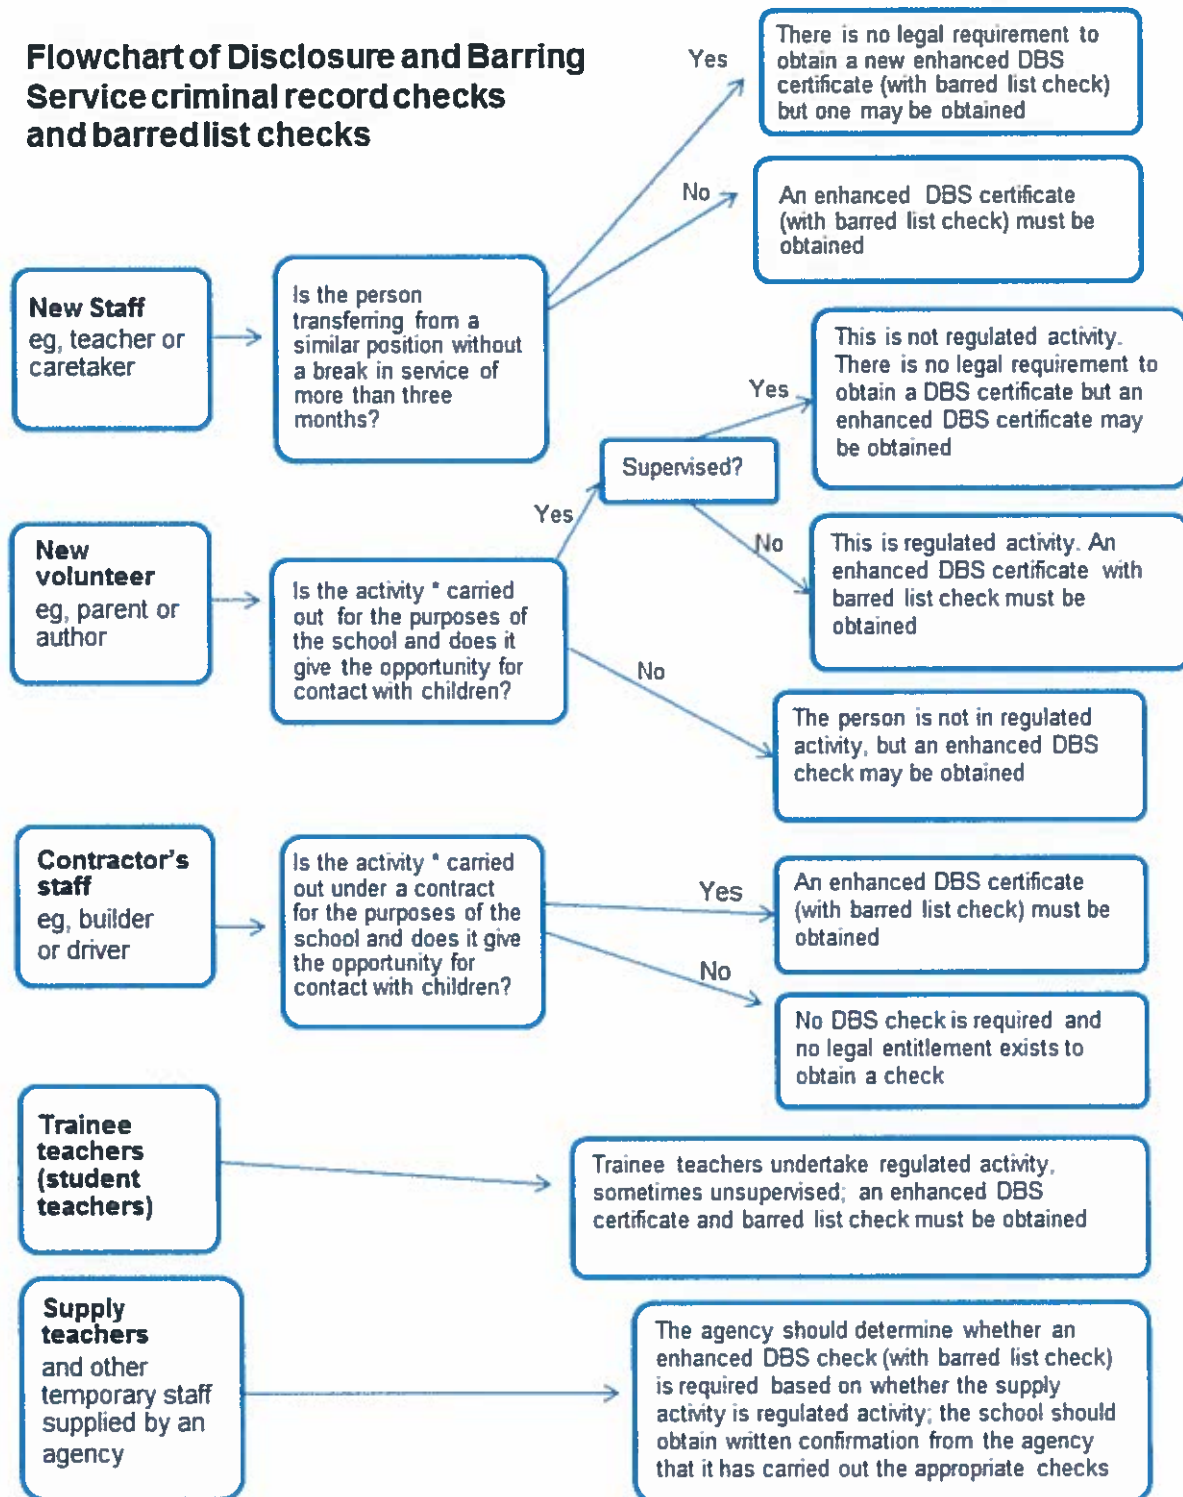 Flowchart of Disclosure and Barring
Service criminal record checks
and barred list checks
Yes
There is no legal requirement to
obtain a new enhanced DBS
certificate (with barred list check)
but one may be obtained
No
An enhanced DBS certificate
(with barred list check) must be
obtained
New Staff
eg, teacher or
caretaker
Is the person
transferring from a
similar position without
a break in service of
more than three
months?
This is not regulated activity.
There is no legal requirement to
obtain a DBS certificate but an
enhanced DBS certificate may
be obtained
Yes
Supervised?
Yes
No
This is regulated activity. An
enhanced DBS certificate with
barred list check must be
obtained
New
volunteer
eg, parent or
author
Is the activity * carried
out for the purposes of
the school and does it
give the opportunity for
contact with children?
No
The person is not in regulated
activity, but an enhanced DBS
check may be obtained
Contractor's
staff
eg, builder
or driver
Is the activity * carried
out under a contract
for the purposes of the
school and does it give
the opportunity for
contact with children?
Yes
An enhanced DBS certificate
(with barred list check) must be
obtained
No
No DBS check is required and
no legal entitlement exists to
obtain a check
Trainee
teachers
(student
teachers)
Trainee teachers undertake regulated activity,
sometimes unsupervised; an enhanced DBS
certificate and barred list check must be obtained
Supply
teachers
and other
temporary staff
supplied by an
agency
The agency should determine whether an
enhanced DBS check (with barred list check)
is required based on whether the supply
activity is regulated activity; the school should
obtain written confirmation from the agency
that it has carried out the appropriate checks